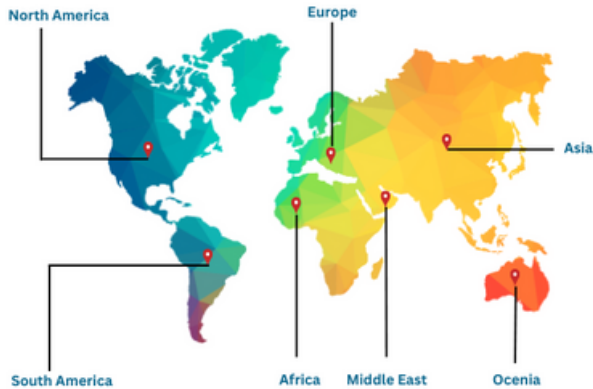 North America
Europe
Asia
South America
Africa
Middle East
Ocenia